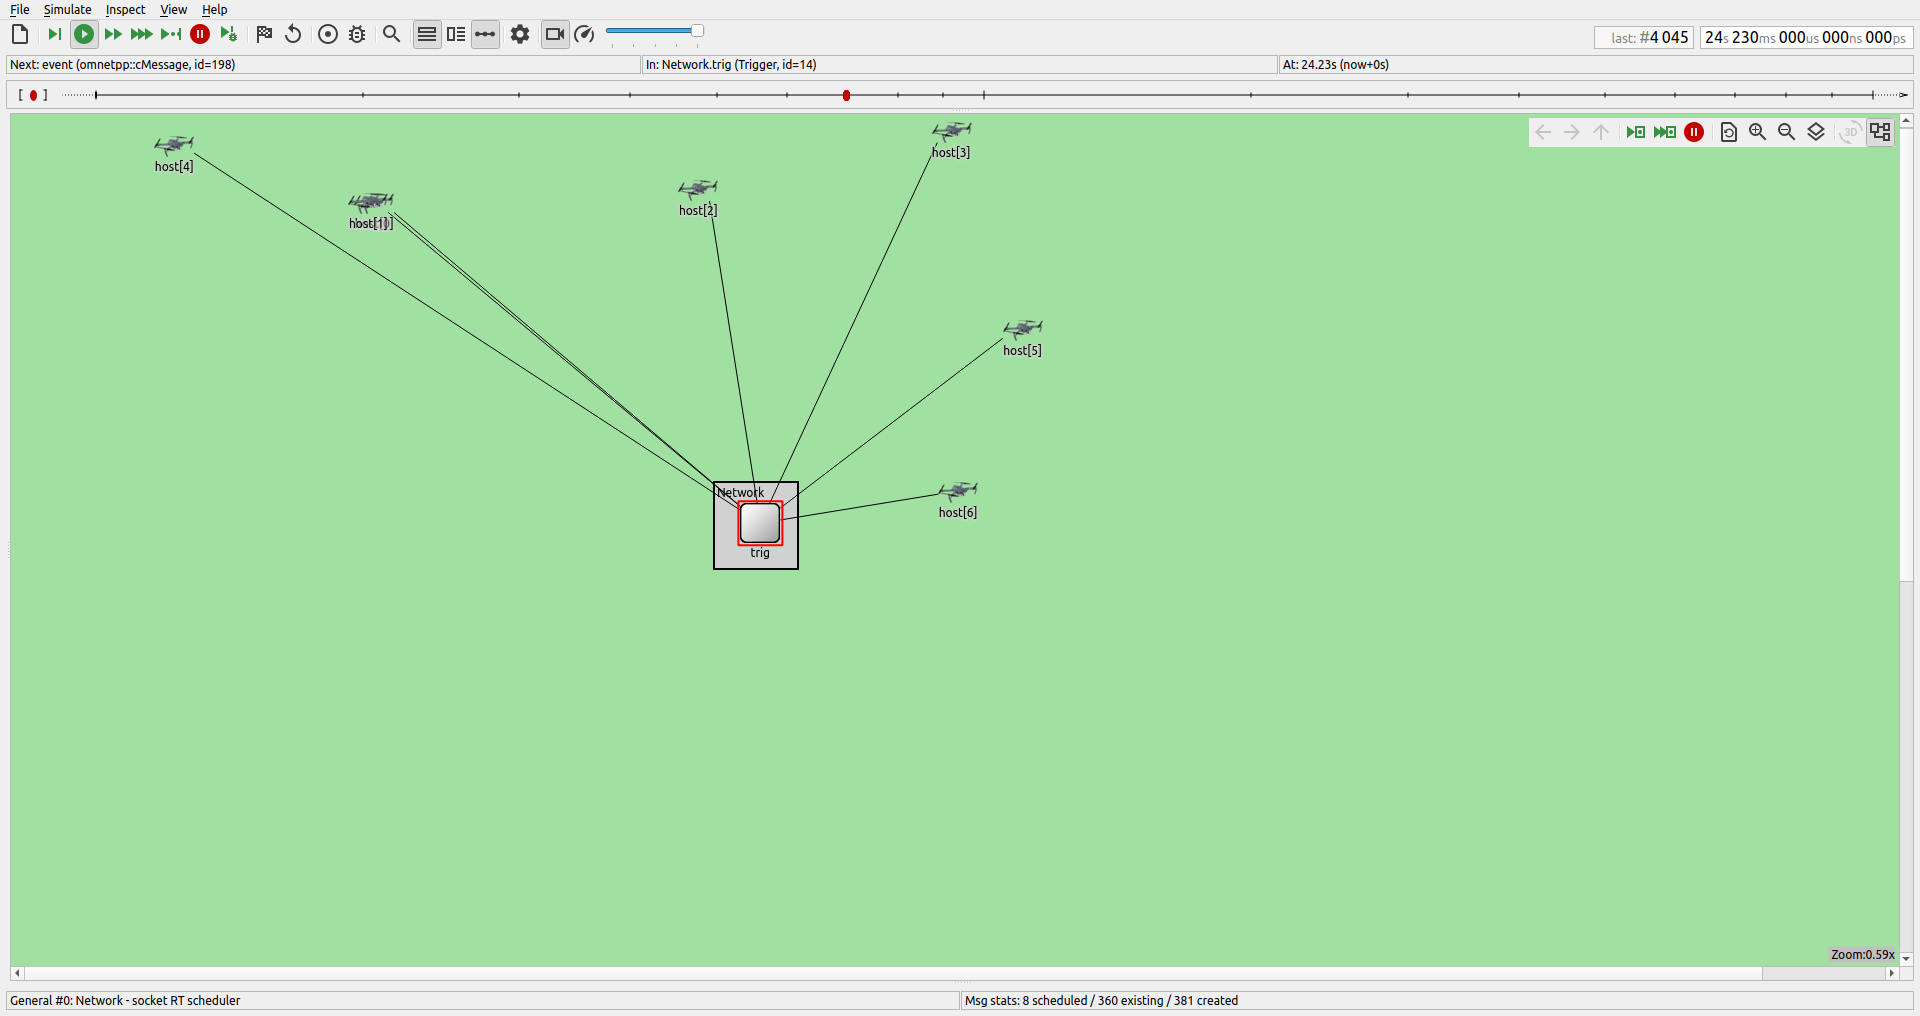 File Simulate Inspect View Help
last: #4 045
24s 230ms 000us 000ns 000ps
Next: event (omnetpp::cMessage, id=198)
In: Network.trig (Trigger, id=14)
At: 24.23s (now+0s)
[ ]
host[4]
host[3]
3D
host[2]
host[1]
host[5]
Network
host[6]
trig
Zoom:0.59x
General #0: Network - socket RT scheduler
Msg stats: 8 scheduled / 360 existing / 381 created